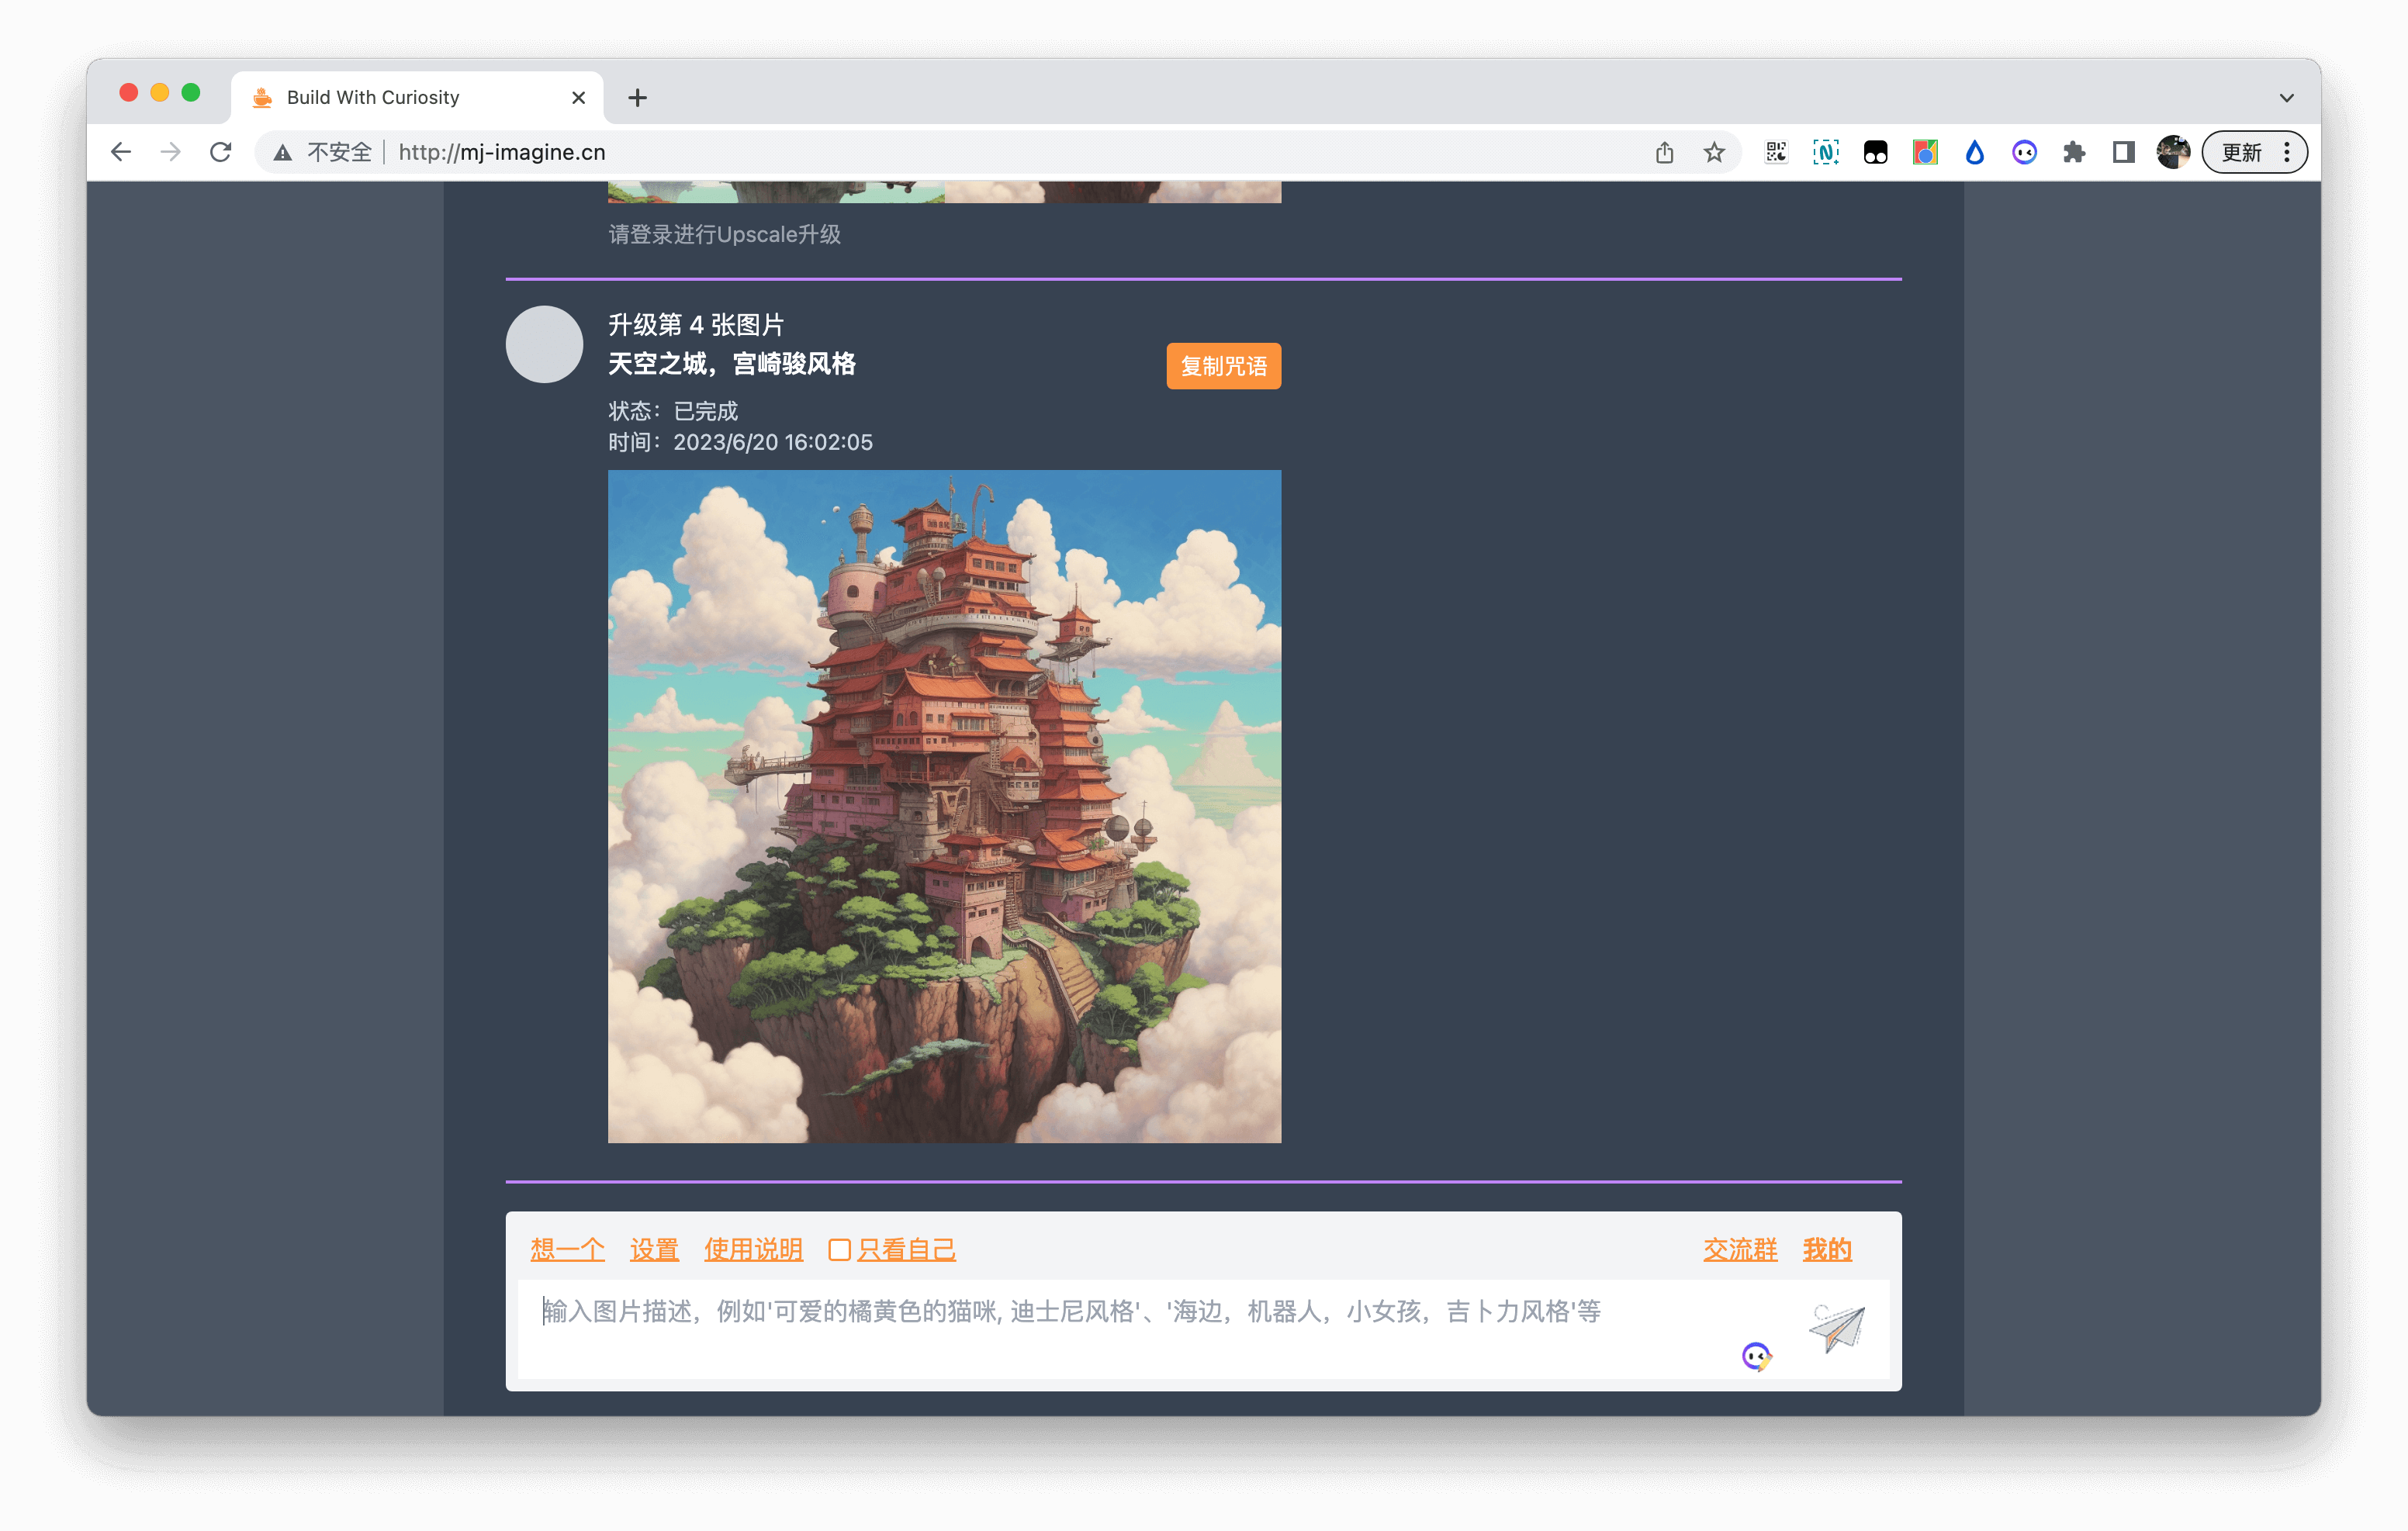 Build With Curiosity
不安全 http://mj-imagine.cn
更新
请登录进行Upscale升级
升级第 4 张图片
天空之城，宫崎骏风格
复制咒语
状态：已完成
时间：2023/6/20 16:02:05
想一个 设置 使用说明 只看自己 交流群 我的
输入图片描述，例如'可爱的橘黄色的猫咪, 迪士尼风格'、'海边，机器人，小女孩，吉卜力风格'等